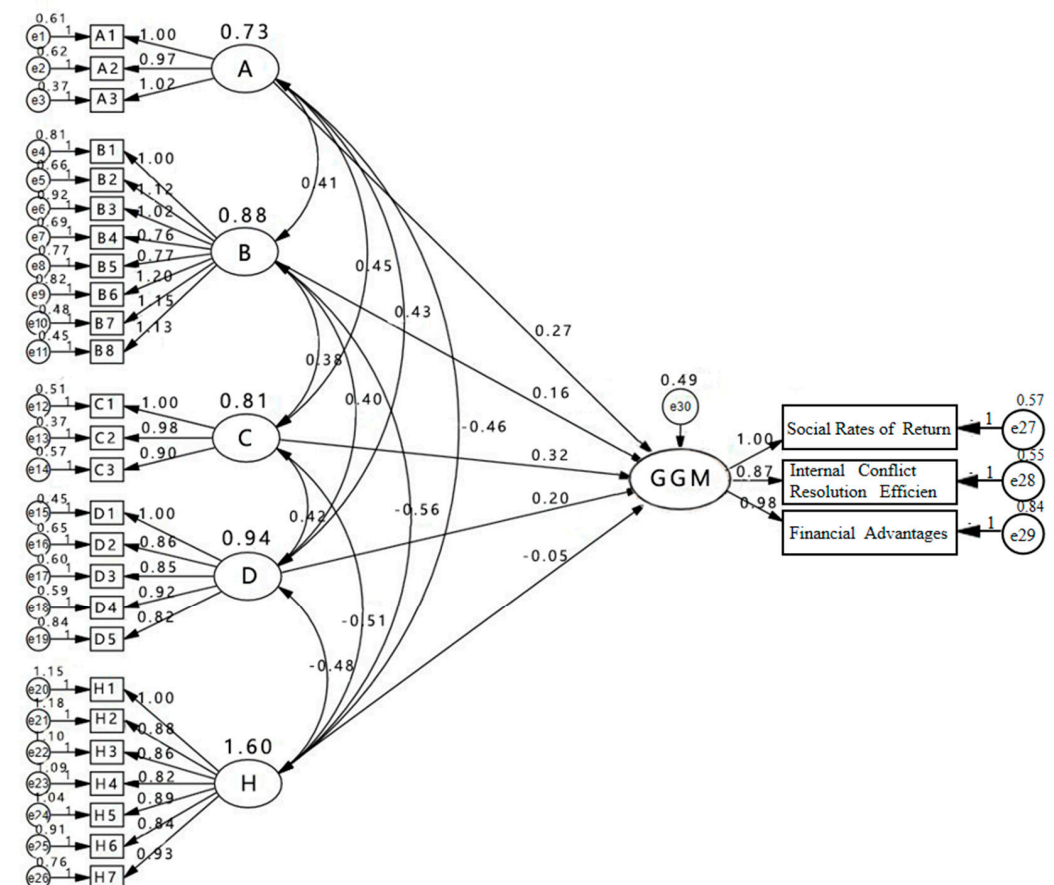 0.61
e1 1 A1 1.00
0.62
e2 1 A2 0.97
0.37
e3 1 A3 1.02
0.73
A
0.81
e4 1 B1 1.00
0.66
e5 1 B2 1.12
0.92
e6 1 B3 1.02
0.69
e7 1 B4 0.76
0.77
e8 1 B5 0.77
0.82
e9 1 B6 1.20
0.48
e10 1 B7 1.15
0.45
e11 1 B8 1.13
0.88
B
0.51
e12 1 C1 1.00
0.37
e13 1 C2 0.98
0.57
e14 1 C3 0.90
0.81
C
0.45
e15 1 D1 1.00
0.65
e16 1 D2 0.86
0.60
e17 1 D3 0.85
0.59
e18 1 D4 0.92
0.84
e19 1 D5 0.82
0.94
D
1.15
e20 1 H1 1.00
1.18
e21 1 H2 0.88
1.10
e22 1 H3 0.86
1.09
e23 1 H4 0.82
1.04
e24 1 H5 0.89
0.91
e25 1 H6 0.84
0.76
e26 1 H7 0.93
1.60
H
0.41
0.45
0.43
0.38
0.40
-0.46
0.42
-0.56
-0.51
-0.48
0.27
0.16
0.32
0.20
-0.05
0.49
e30
GGM
1.00
0.87
0.98
Social Rates of Return
Internal Conflict
Resolution Efficien
Financial Advantages
0.57
1 e27
0.55
1 e28
0.84
1 e29